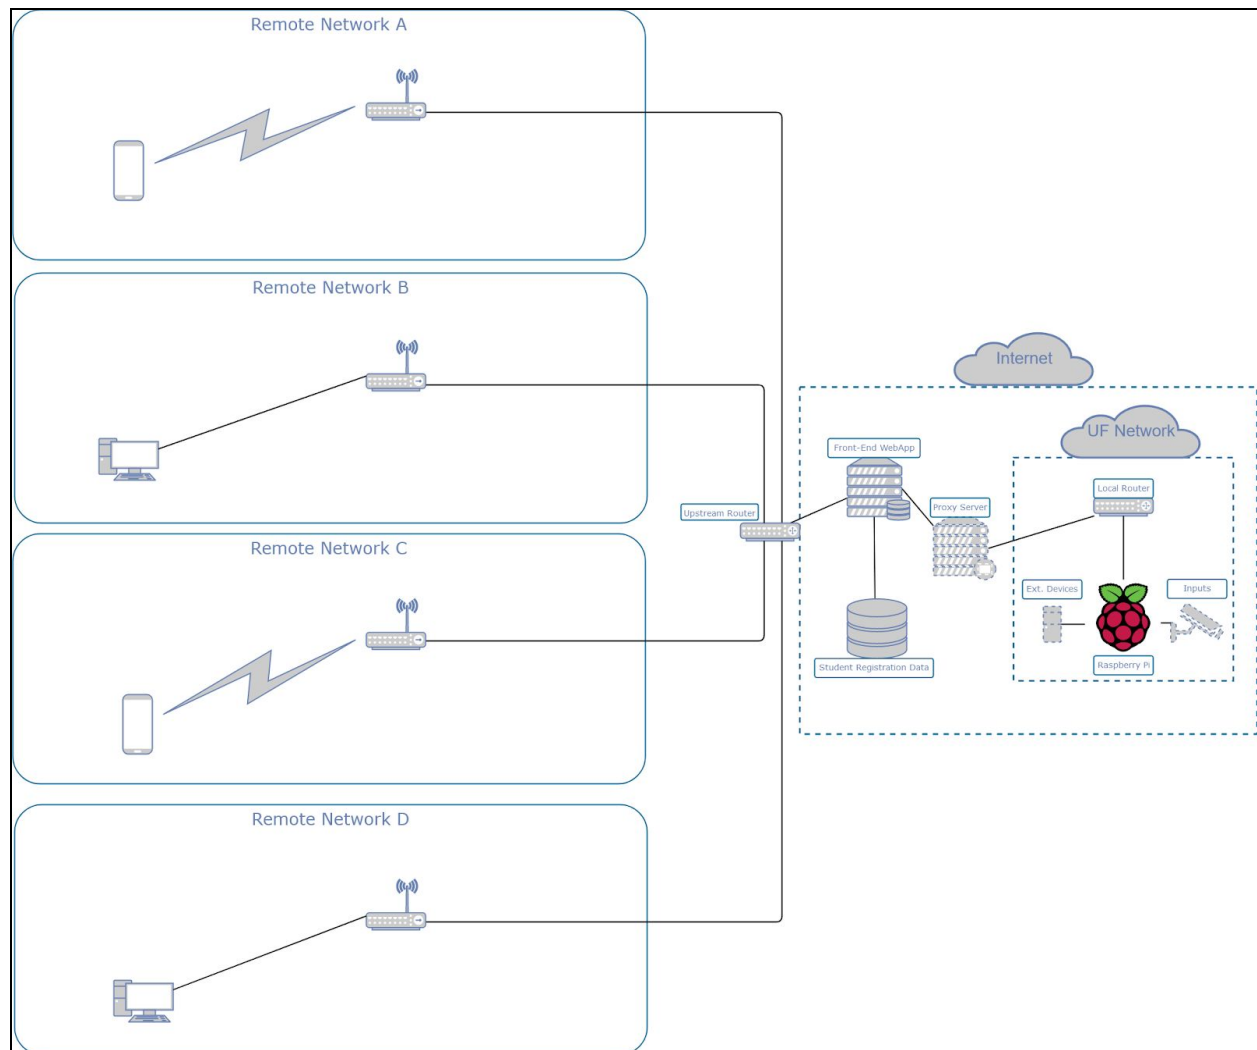 Remote Network A
Remote Network B
Remote Network C
Remote Network D
Upstream Router
Internet
UF Network
Front-End WebApp
Proxy Server
Local Router
Ext. Devices
Inputs
Raspberry Pi
Student Registration Data